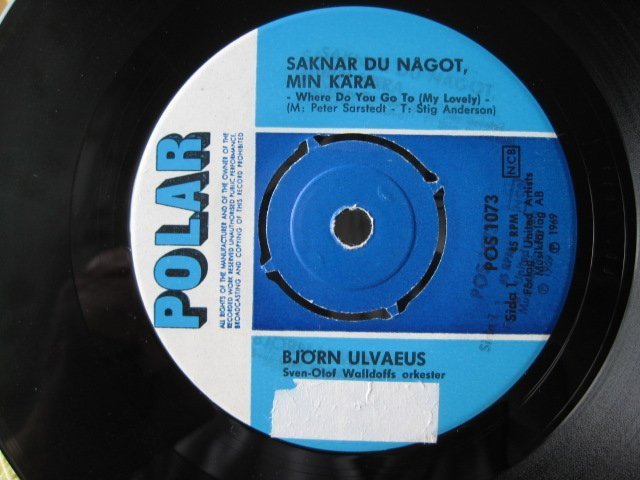 SAKNAR DU NÅGOT,
MIN KÄRA
- Where Do You Go To (My Lovely) -
(M: Peter Sarstedt - T: Stig Anderson)
POLAR
ALL RIGHTS OF THE MANUFACTURER AND OF THE OWNER OF THE
RECORDED WORK RESERVED UNAUTHORISED PUBLIC PERFORMANCE,
BROADCASTING AND COPYING OF THIS RECORD PROHIBITED
NCB
POS 1073
Sida 1, 45 RPM
Förlag: United Artists
Musikförlag AB
℗ 1969
BJÖRN ULVAEUS
Sven-Olof Walldoffs orkester